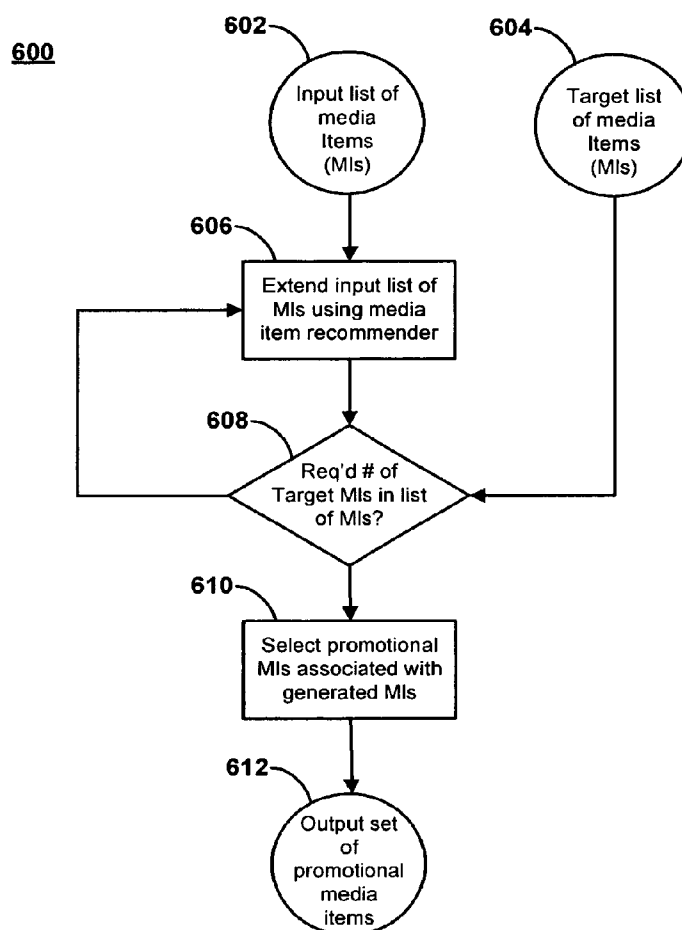 602
604
600
Input list of
media
Items
(MIs)
Target list
of media
Items
(MIs)
606
Extend input list of
MIs using media
item recommender
608
Req'd # of
Target MIs in list
of MIs?
610
Select promotional
MIs associated with
generated MIs
612
Output set
of
promotional
media
items